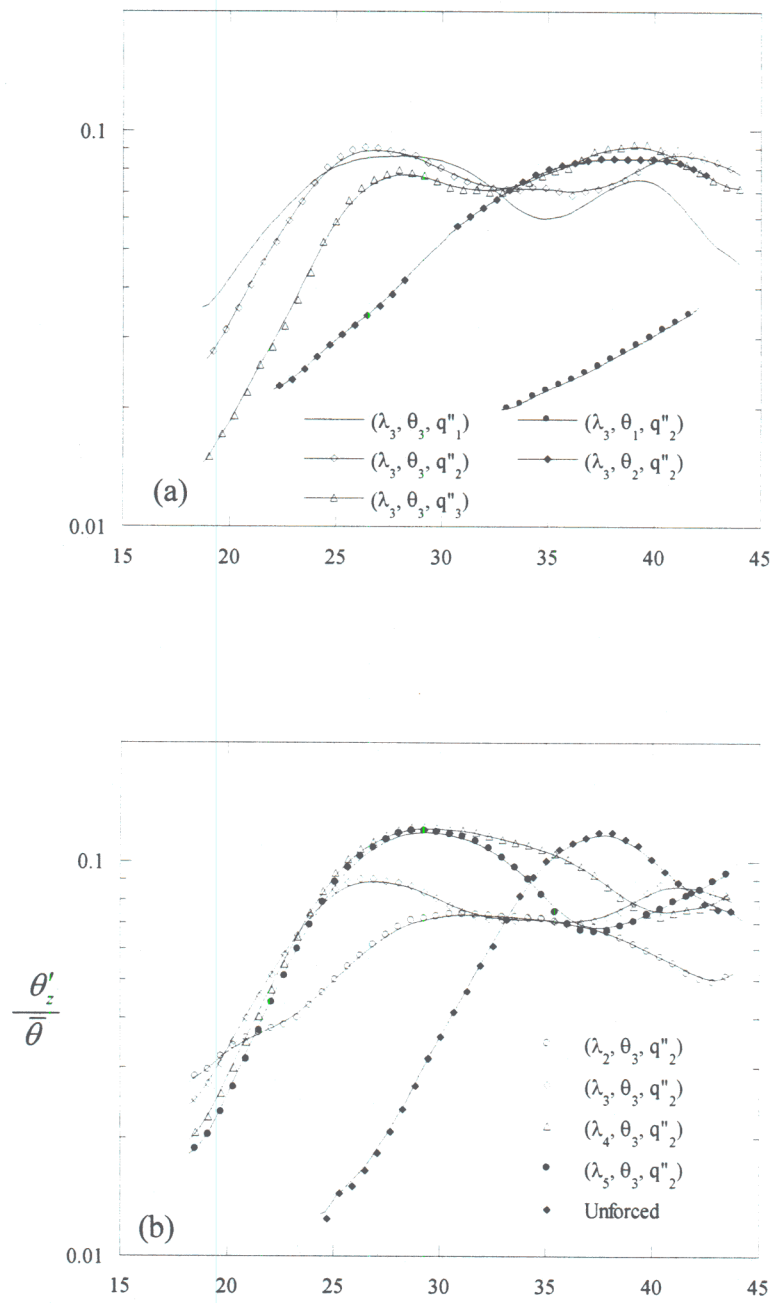 0.1
(λ₃, θ₃, q"₁)
(λ₃, θ₁, q"₂)
(λ₃, θ₃, q"₂)
(λ₃, θ₂, q"₂)
(λ₃, θ₃, q"₃)
(a)
0.01
15 20 25 30 35 40 45
0.1
θ'z
θ̅
(λ₂, θ₃, q"₂)
(λ₃, θ₃, q"₂)
(λ₄, θ₃, q"₂)
(λ₅, θ₃, q"₂)
Unforced
(b)
0.01
15 20 25 30 35 40 45